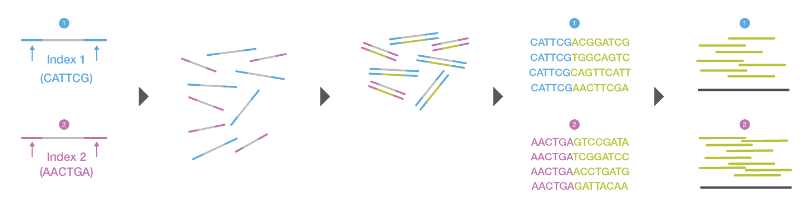 1
Index 1
(CATTCG)
2
Index 2
(AACTGA)
1
CATTCGACGGATCG
CATTCGTGGCAGTC
CATTCGCAGTTCATT
CATTCGAACTTCGA
2
AACTGAGTCCGATA
AACTGATCGGATCC
AACTGAACCTGATG
AACTGAGATTACAA
1
2